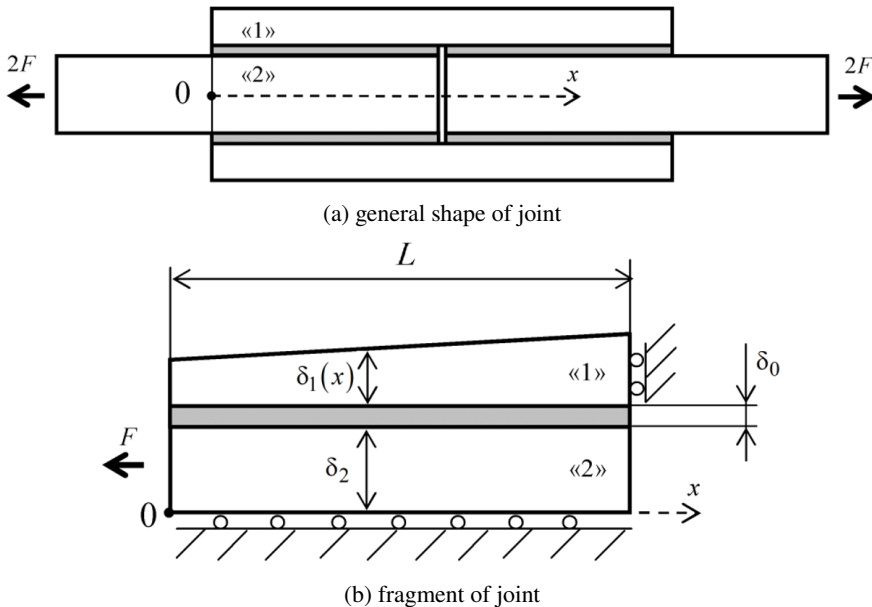 «1»
2F
«2»
x
2F
0
(a) general shape of joint
L
δ₁(x)
«1»
δ₀
F
δ₂
«2»
0
x
(b) fragment of joint